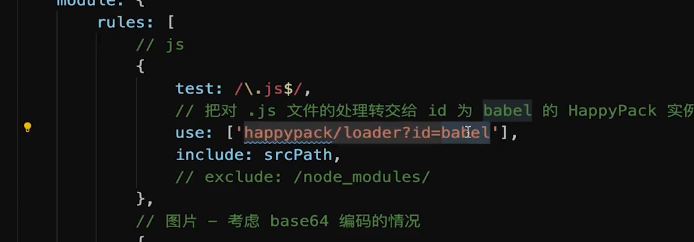 module: {
rules: [
// js
{
test: /\.js$/,
// 把对 .js 文件的处理转交给 id 为 babel 的 HappyPack 实例
use: ['happypack/loader?id=babel'],
include: srcPath,
// exclude: /node_modules/
},
// 图片 – 考虑 base64 编码的情况
{